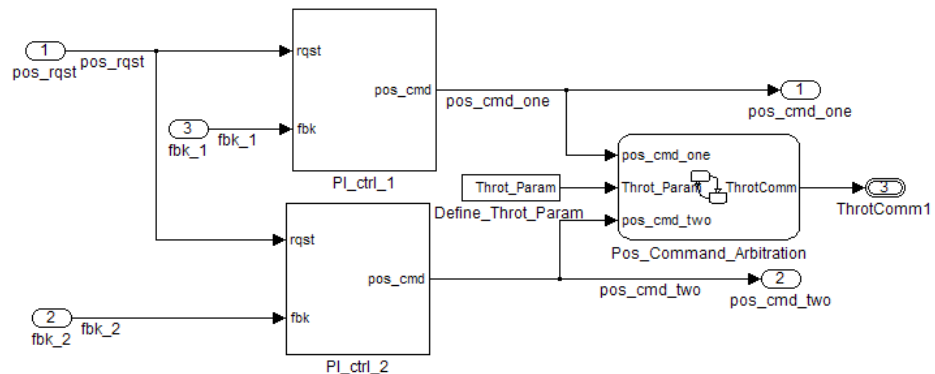 1
pos_rqst
pos_rqst
rqst
pos_cmd
fbk
PI_ctrl_1
3
fbk_1
fbk_1
pos_cmd_one
1
pos_cmd_one
pos_cmd_one
Throt_Param
ThrotComm
pos_cmd_two
Pos_Command_Arbitration
Throt_Param
Define_Throt_Param
3
ThrotComm1
rqst
pos_cmd
fbk
PI_ctrl_2
2
fbk_2
fbk_2
pos_cmd_two
2
pos_cmd_two